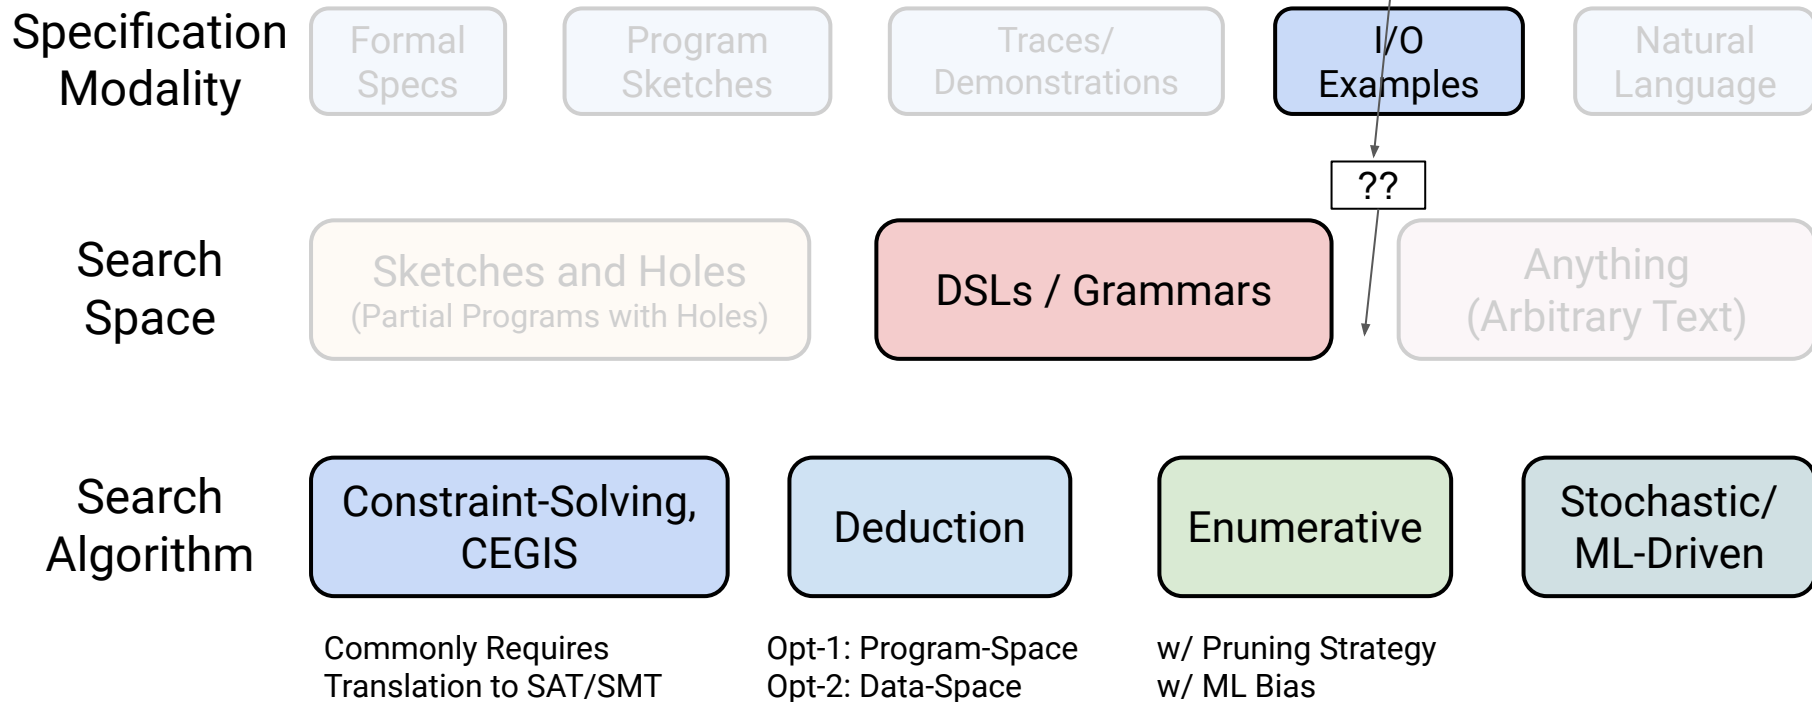 Specification
Modality
Formal
Specs
Program
Sketches
Traces/
Demonstrations
I/O
Examples
Natural
Language
??
Search
Space
Sketches and Holes
(Partial Programs with Holes)
DSLs / Grammars
Anything
(Arbitrary Text)
Search
Algorithm
Constraint-Solving,
CEGIS
Deduction
Enumerative
Stochastic/
ML-Driven
Commonly Requires
Translation to SAT/SMT
Opt-1: Program-Space
Opt-2: Data-Space
w/ Pruning Strategy
w/ ML Bias